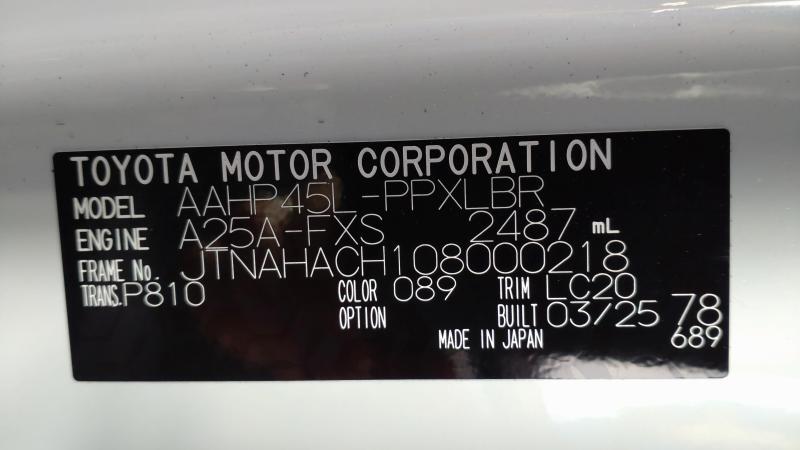 TOYOTA MOTOR CORPORATION
MODEL AAHP45L-PPXLBR
ENGINE A25A-FXS 2487 mL
FRAME No. JTNAHACH108000218
TRANS. P810 COLOR 089 TRIM LC20
OPTION BUILT 03/25 78
MADE IN JAPAN 689